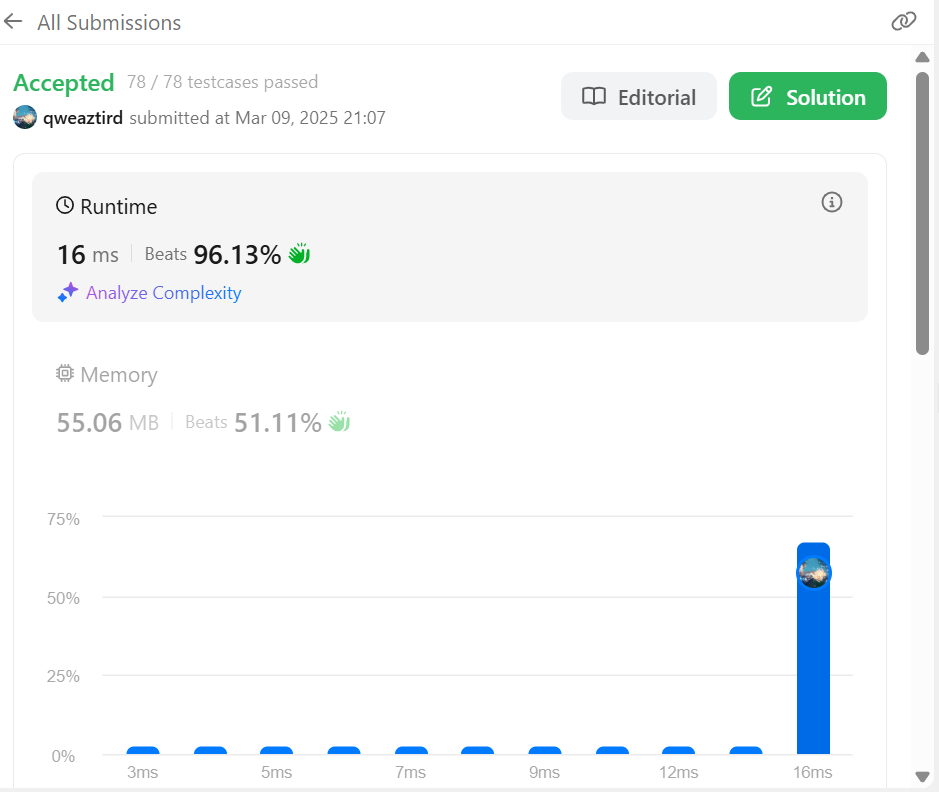 All Submissions
Accepted 78 / 78 testcases passed
qweaztird submitted at Mar 09, 2025 21:07
Editorial
Solution
Runtime
16 ms Beats 96.13%
Analyze Complexity
Memory
55.06 MB Beats 51.11%
75%
50%
25%
0%
3ms 5ms 7ms 9ms 12ms 16ms